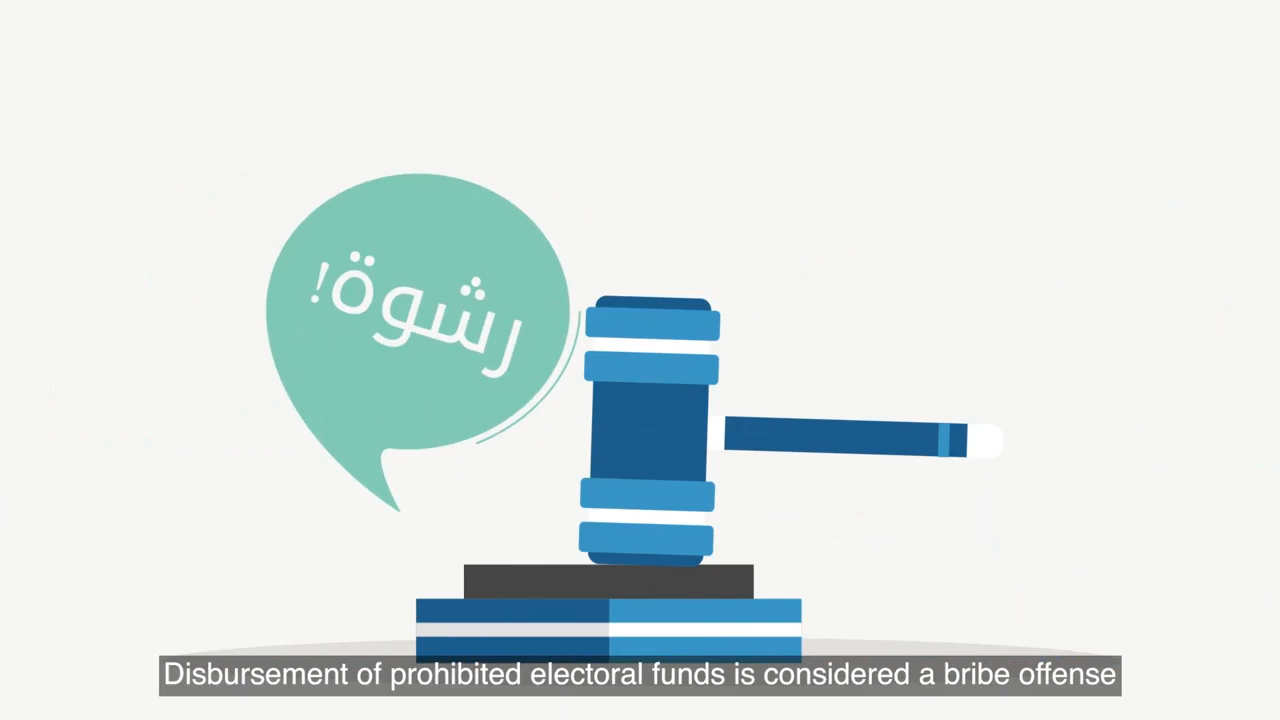 رشوة!
Disbursement of prohibited electoral funds is considered a bribe offense